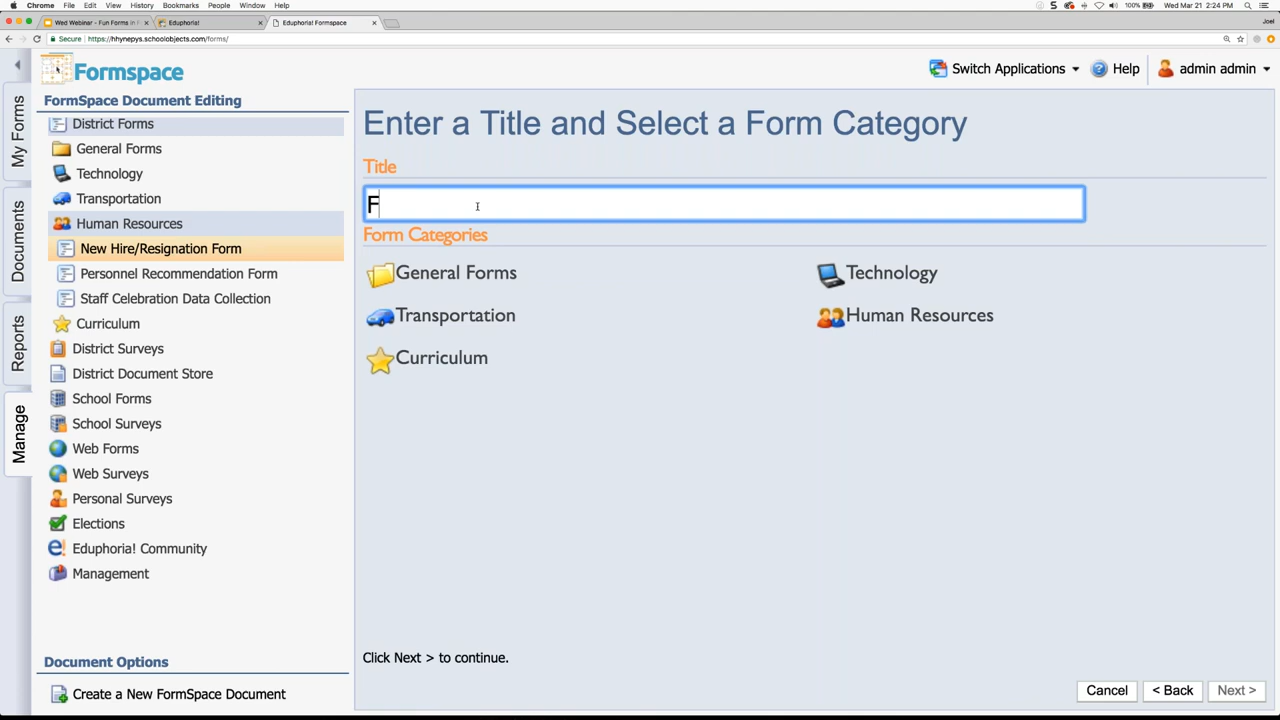 Chrome File Edit View History Bookmarks People Window Help
100% Wed Mar 21 2:24 PM
Wed Webinar - Fun Forms in
Eduphoria!
Eduphoria! Formspace
Joel
Secure https://hhynepys.schoolobjects.com/forms/
Formspace
Switch Applications
Help
admin admin
My Forms
Documents
Reports
Manage
FormSpace Document Editing
District Forms
General Forms
Technology
Transportation
Human Resources
New Hire/Resignation Form
Personnel Recommendation Form
Staff Celebration Data Collection
Curriculum
District Surveys
District Document Store
School Forms
School Surveys
Web Forms
Web Surveys
Personal Surveys
Elections
Eduphoria! Community
Management
Document Options
Create a New FormSpace Document
Enter a Title and Select a Form Category
Title
F
Form Categories
General Forms
Technology
Transportation
Human Resources
Curriculum
Click Next > to continue.
Cancel
< Back
Next >